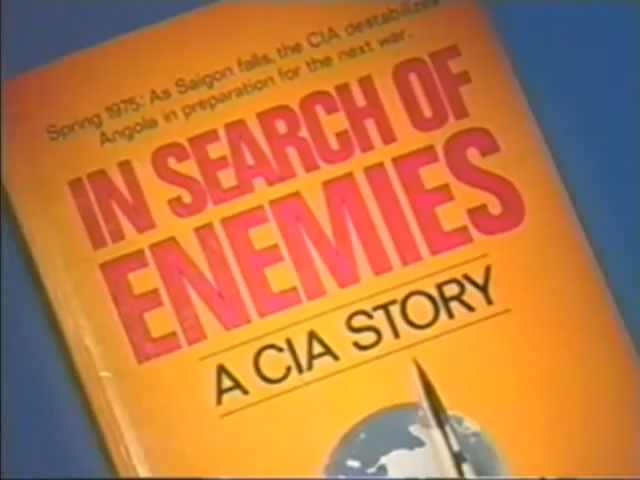 Spring 1975: As Saigon falls, the CIA destabilizes
Angola in preparation for the next war.
IN SEARCH OF
ENEMIES
A CIA STORY